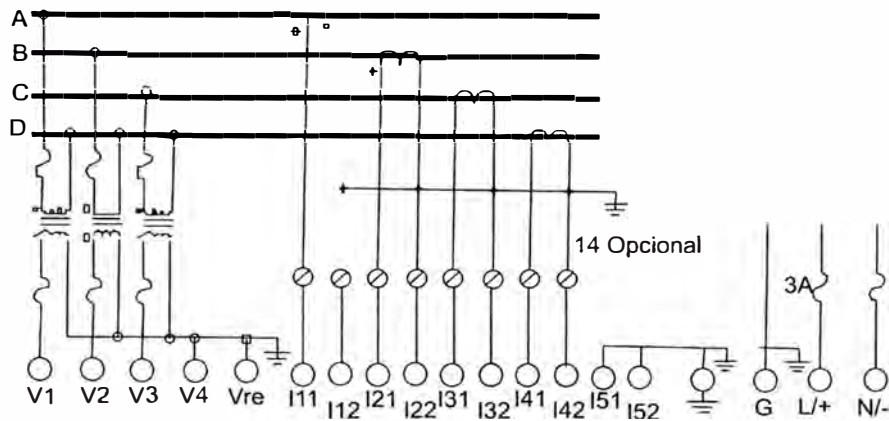 A
B
C
D
14 Opcional
3A
V1 V2 V3 V4 Vre I11 I12 I21 I22 I31 I32 I41 I42 I51 I52 G L/+ N/-